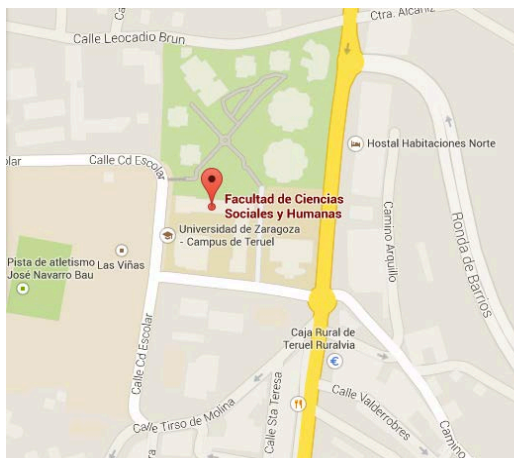 Ca
Ctra. Alcañiz
Calle Leocadio Brun
Hostal Habitaciones Norte
olar
Calle Cd Escolar
Facultad de Ciencias
Sociales y Humanas
Universidad de Zaragoza
- Campus de Teruel
Camino Arquillo
Ronda de Barrios
Pista de atletismo
José Navarro Bau
Las Viñas
Calle Cd Escolar
Caja Rural de
Teruel Ruralvia
€
Calle Sta Teresa
Calle Valderrobres
Calle Tirso de Molina
Camino